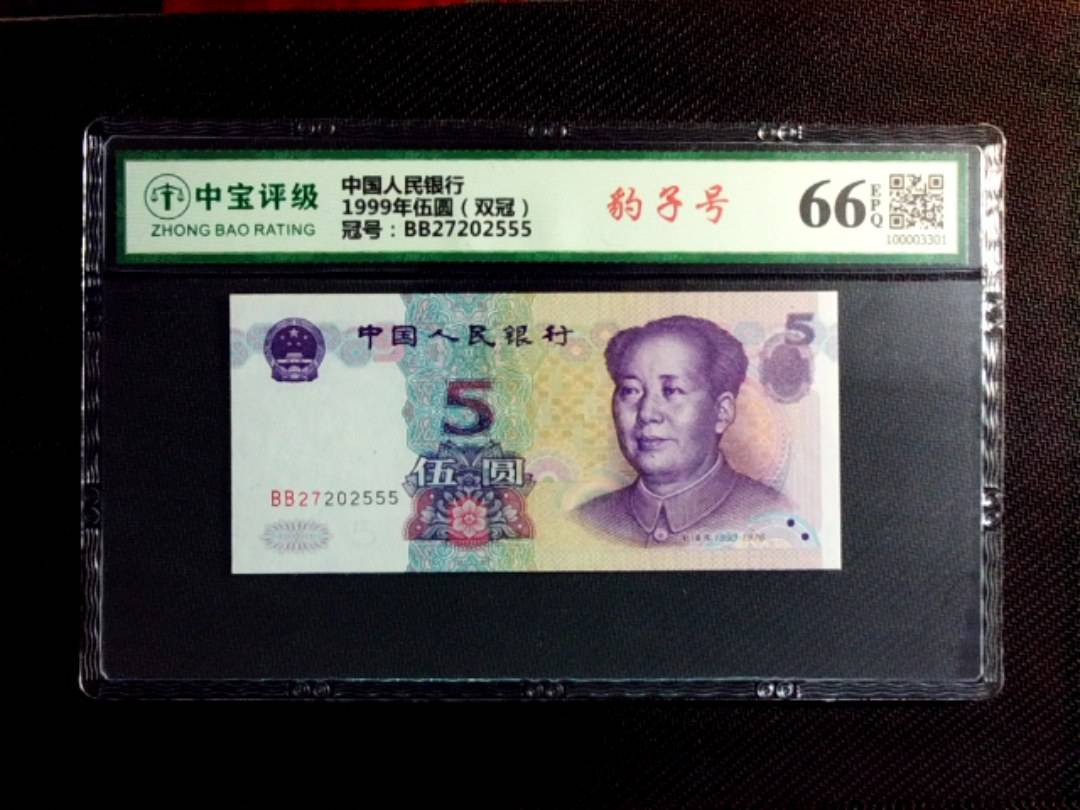 中宝评级
ZHONG BAO RATING
中国人民银行
1999年伍圆（双冠）
冠号：BB27202555
豹子号
66
EPQ
100003301
中国人民银行
5
5
伍圆
BB27202555
1893-1976